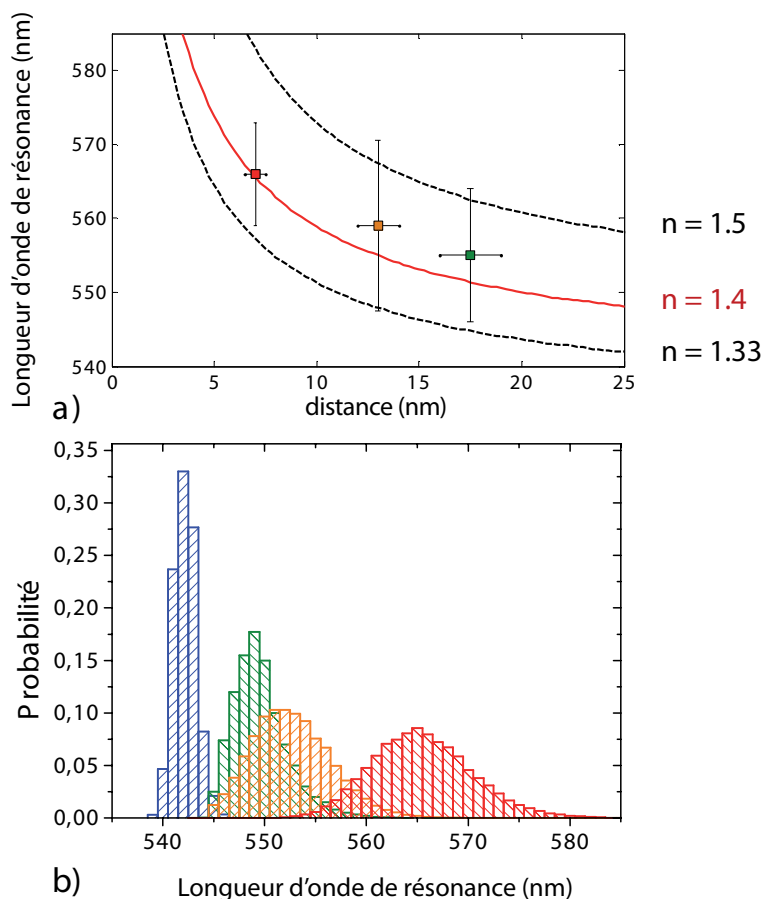 Longueur d'onde de résonance (nm)
580
570
560
550
540
0
5
10
15
20
25
distance (nm)
n = 1.5
n = 1.4
n = 1.33
a)
Probabilité
0,35
0,30
0,25
0,20
0,15
0,10
0,05
0,00
540
550
560
570
580
Longueur d'onde de résonance (nm)
b)